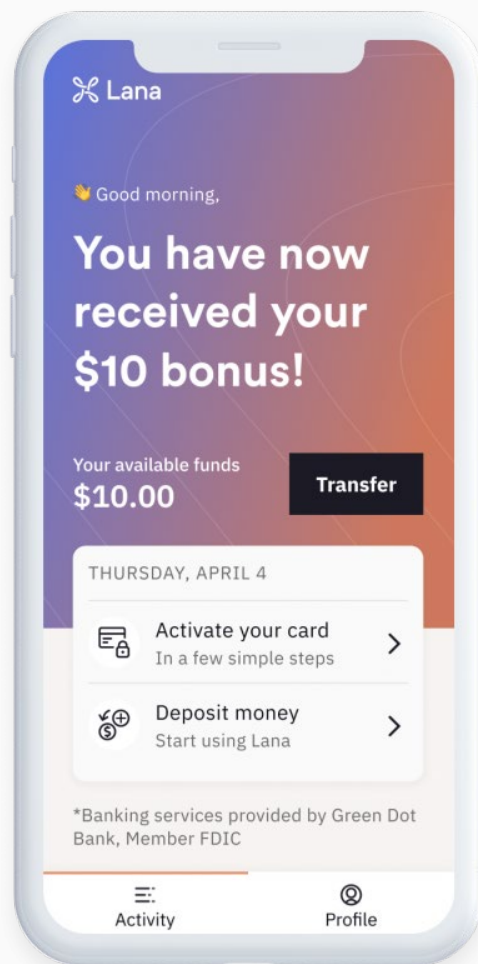 Lana
👋 Good morning,
You have now
received your
$10 bonus!
Your available funds
$10.00
Transfer
THURSDAY, APRIL 4
Activate your card
In a few simple steps
Deposit money
Start using Lana
*Banking services provided by Green Dot
Bank, Member FDIC
Activity
Profile